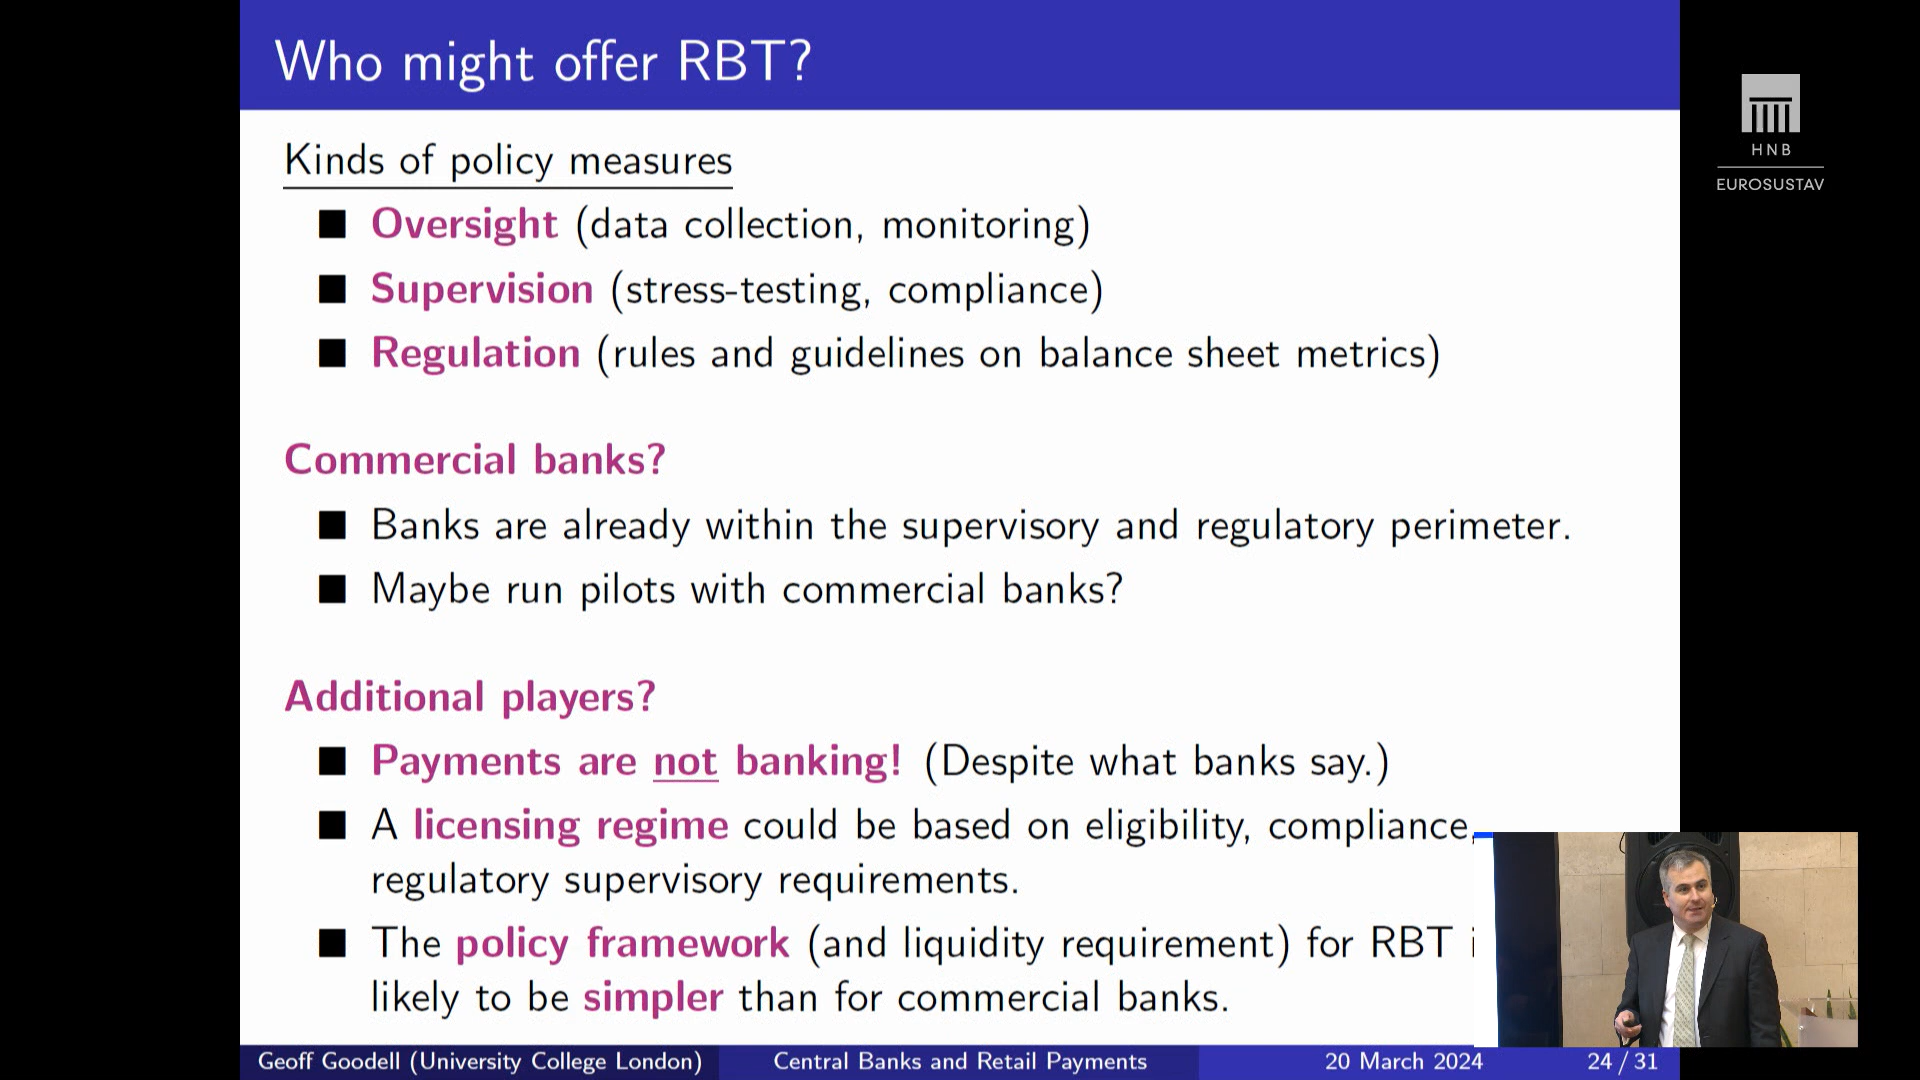 Who might offer RBT?
HNB
EUROSUSTAV
Kinds of policy measures
Oversight (data collection, monitoring)
Supervision (stress-testing, compliance)
Regulation (rules and guidelines on balance sheet metrics)
Commercial banks?
Banks are already within the supervisory and regulatory perimeter.
Maybe run pilots with commercial banks?
Additional players?
Payments are not banking! (Despite what banks say.)
A licensing regime could be based on eligibility, compliance,
regulatory supervisory requirements.
The policy framework (and liquidity requirement) for RBT
likely to be simpler than for commercial banks.
Geoff Goodell (University College London) Central Banks and Retail Payments 20 March 2024 24 / 31